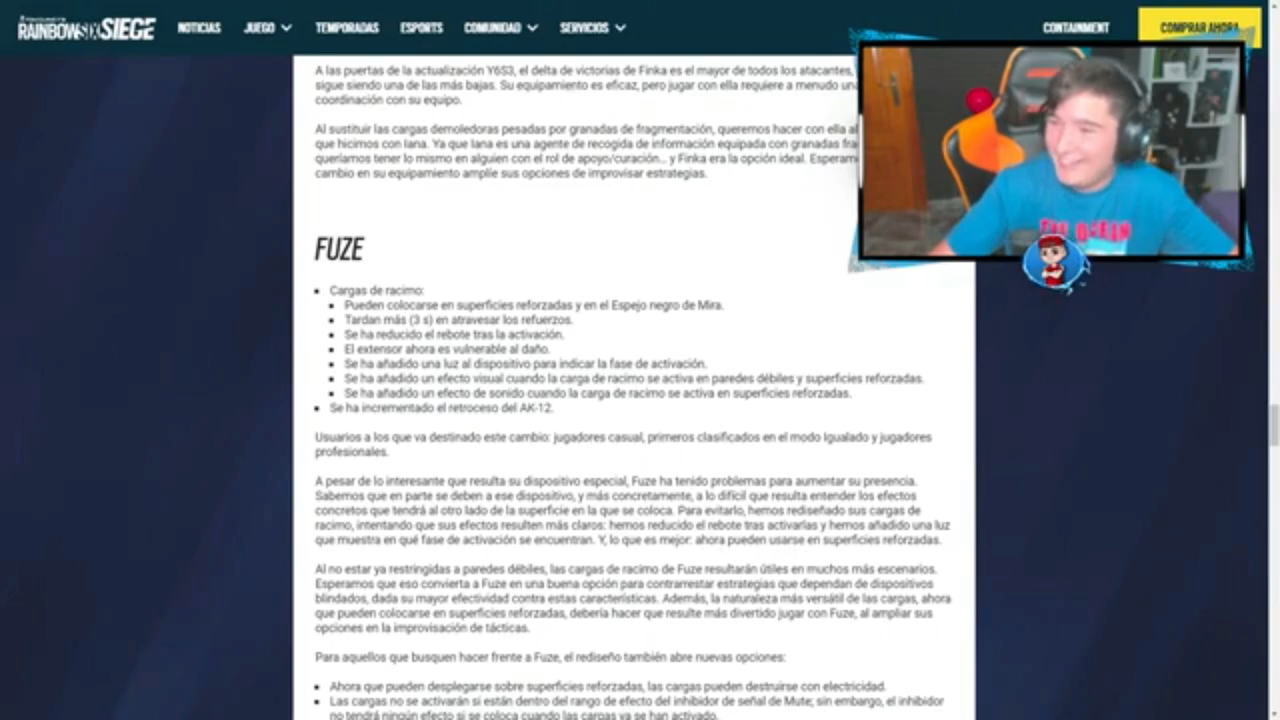 RAINBOWSIXSIEGE NOTICIAS JUEGO TEMPORADAS ESPORTS COMUNIDAD SERVICIOS CONTAINMENT COMPRAR AHORA
A las puertas de la actualización Y6S3, el delta de victorias de Finka es el mayor de todos los atacantes,
sigue siendo una de las más bajas. Su equipamiento es eficaz, pero jugar con ella requiere a menudo una
coordinación con su equipo.
Al sustituir las cargas demoledoras pesadas por granadas de fragmentación, queremos hacer con ella
que hicimos con Iana. Ya que Iana es una agente de recogida de información equipada con granadas
queríamos tener lo mismo en alguien con el rol de apoyo/curación... y Finka era la opción ideal.
cambio en su equipamiento amplíe sus opciones de improvisar estrategias.
FUZE
Cargas de racimo:
Pueden colocarse en superficies reforzadas y en el Espejo negro de Mira.
Tardan más (3 s) en atravesar los refuerzos.
Se ha reducido el rebote tras la activación.
El extensor ahora es vulnerable al daño.
Se ha añadido una luz al dispositivo para indicar la fase de activación.
Se ha añadido un efecto visual cuando la carga de racimo se activa en paredes débiles y superficies reforzadas.
Se ha añadido un efecto de sonido cuando la carga de racimo se activa en superficies reforzadas.
Se ha incrementado el retroceso del AK-12.
Usuarios a los que va destinado este cambio: jugadores casual, primeros clasificados en el modo Igualado y jugadores
profesionales.
A pesar de lo interesante que resulta su dispositivo especial, Fuze ha tenido problemas para aumentar su presencia.
Sabemos que en parte se deben a ese dispositivo, y más concretamente, a lo difícil que resulta entender los efectos
concretos que tendrá al otro lado de la superficie en la que se coloca. Para evitarlo, hemos rediseñado sus cargas de
racimo, intentando que sus efectos resulten más claros: hemos reducido el rebote tras activarlas y hemos añadido una luz
que muestra en qué fase de activación se encuentran. Y, lo que es mejor: ahora pueden usarse en superficies reforzadas.
Al no estar ya restringidas a paredes débiles, las cargas de racimo de Fuze resultarán útiles en muchos más escenarios.
Esperamos que eso convierta a Fuze en una buena opción para contrarrestar estrategias que dependan de dispositivos
blindados, dada su mayor efectividad contra estas características. Además, la naturaleza más versátil de las cargas, ahora
que pueden colocarse en superficies reforzadas, debería hacer que resulte más divertido jugar con Fuze, al ampliar sus
opciones en la improvisación de tácticas.
Para aquellos que busquen hacer frente a Fuze, el rediseño también abre nuevas opciones:
Ahora que pueden desplegarse sobre superficies reforzadas, las cargas pueden destruirse con electricidad.
Las cargas no se activarán si están dentro del rango de efecto del inhibidor de señal de Mute; sin embargo, el inhibidor
no tendrá ningún efecto si se coloca cuando las cargas ya se han activado.